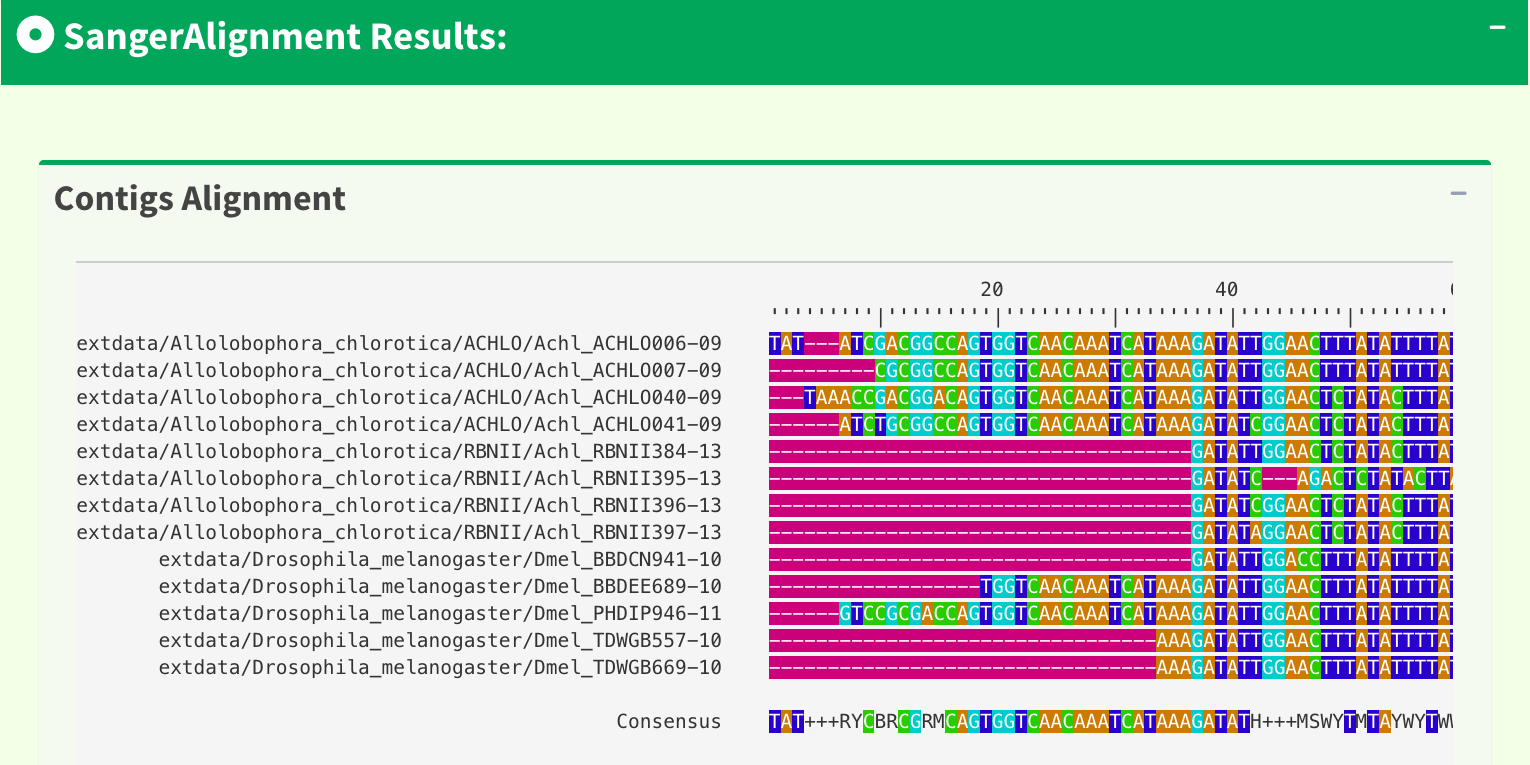 SangerAlignment Results:
Contigs Alignment
20 40
extdata/Allolobophora_chlorotica/ACHLO/Achl_ACHLO006-09 TAT---ATCGACGGCCAGTGGTCAACAAATCATAAAGATATTGGAACTTTATATTTTA
extdata/Allolobophora_chlorotica/ACHLO/Achl_ACHLO007-09 ---------CGCGGCCAGTGGTCAACAAATCATAAAGATATTGGAACTTTATATTTTA
extdata/Allolobophora_chlorotica/ACHLO/Achl_ACHLO040-09 ---TAAACCGACGGACAGTGGTCAACAAATCATAAAGATATTGGAACTCTATACTTTA
extdata/Allolobophora_chlorotica/ACHLO/Achl_ACHLO041-09 ------ATCTGCGGCCAGTGGTCAACAAATCATAAAGATATCGGAACTCTATACTTTA
extdata/Allolobophora_chlorotica/RBNII/Achl_RBNII384-13 ------------------------------------GATATTGGAACTCTATACTTTA
extdata/Allolobophora_chlorotica/RBNII/Achl_RBNII395-13 ------------------------------------GATATC---AGACTCTATACTT
extdata/Allolobophora_chlorotica/RBNII/Achl_RBNII396-13 ------------------------------------GATATCGGAACTCTATACTTTA
extdata/Allolobophora_chlorotica/RBNII/Achl_RBNII397-13 ------------------------------------GATATAGGAACTCTATACTTTA
extdata/Drosophila_melanogaster/Dmel_BBDCN941-10 ------------------------------------GATATTGGACCTTTATATTTTA
extdata/Drosophila_melanogaster/Dmel_BBDEE689-10 ------------------TGGTCAACAAATCATAAAGATATTGGAACTTTATATTTTA
extdata/Drosophila_melanogaster/Dmel_PHDIP946-11 ------GTCCGCGACCAGTGGTCAACAAATCATAAAGATATTGGAACTTTATATTTTA
extdata/Drosophila_melanogaster/Dmel_TDWGB557-10 ---------------------------------AAAGATATTGGAACTTTATATTTTA
extdata/Drosophila_melanogaster/Dmel_TDWGB669-10 ---------------------------------AAAGATATTGGAACTTTATATTTTA
Consensus TAT+++RYCBRCGRMCAGTGGTCAACAAATCATAAAGATATH+++MSWYTMTAYWYTW